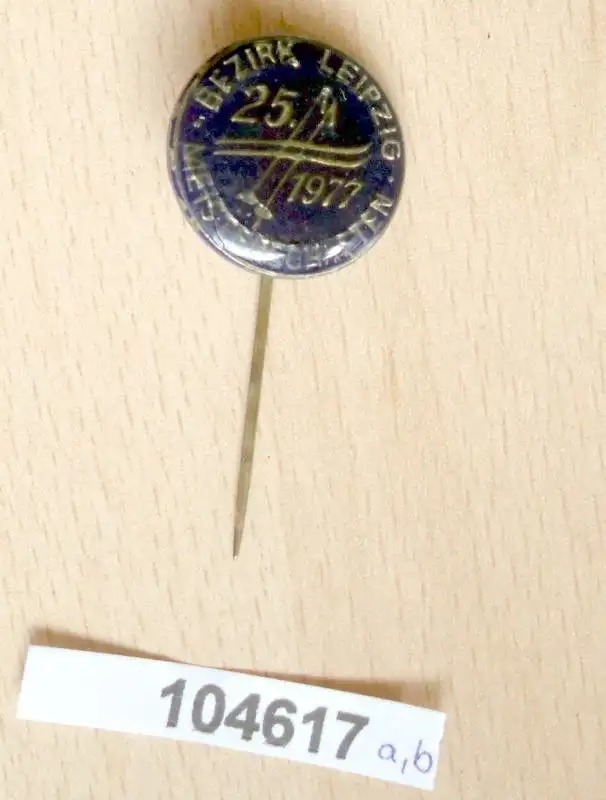 BEZIRK LEIPZIG
25.
1977
104617 a,b